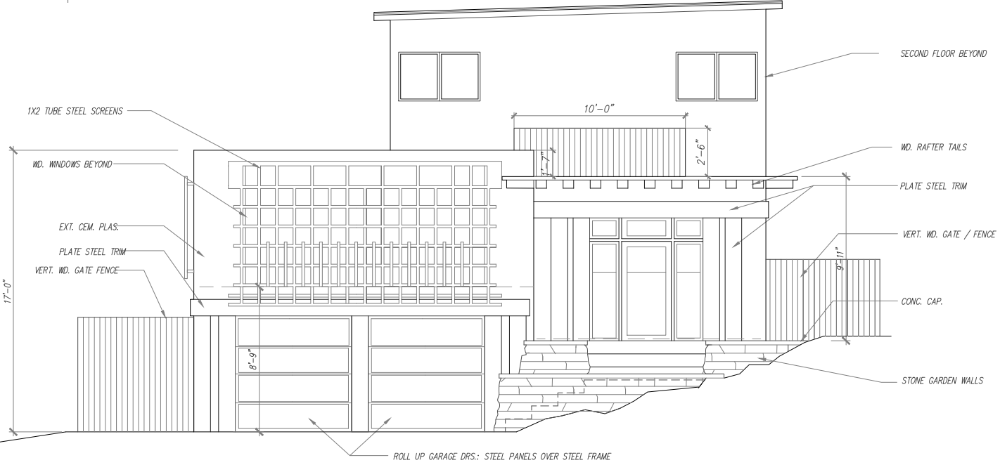 SECOND FLOOR BEYOND
10'-0"
1X2 TUBE STEEL SCREENS
2'-6"
WD. RAFTER TAILS
1'-7"
WD. WINDOWS BEYOND
PLATE STEEL TRIM
EXT. CEM. PLAS.
VERT. WD. GATE / FENCE
PLATE STEEL TRIM
9'-11"
VERT. WD. GATE FENCE
17'-0"
CONC. CAP.
8'-9"
STONE GARDEN WALLS
ROLL UP GARAGE DRS.: STEEL PANELS OVER STEEL FRAME